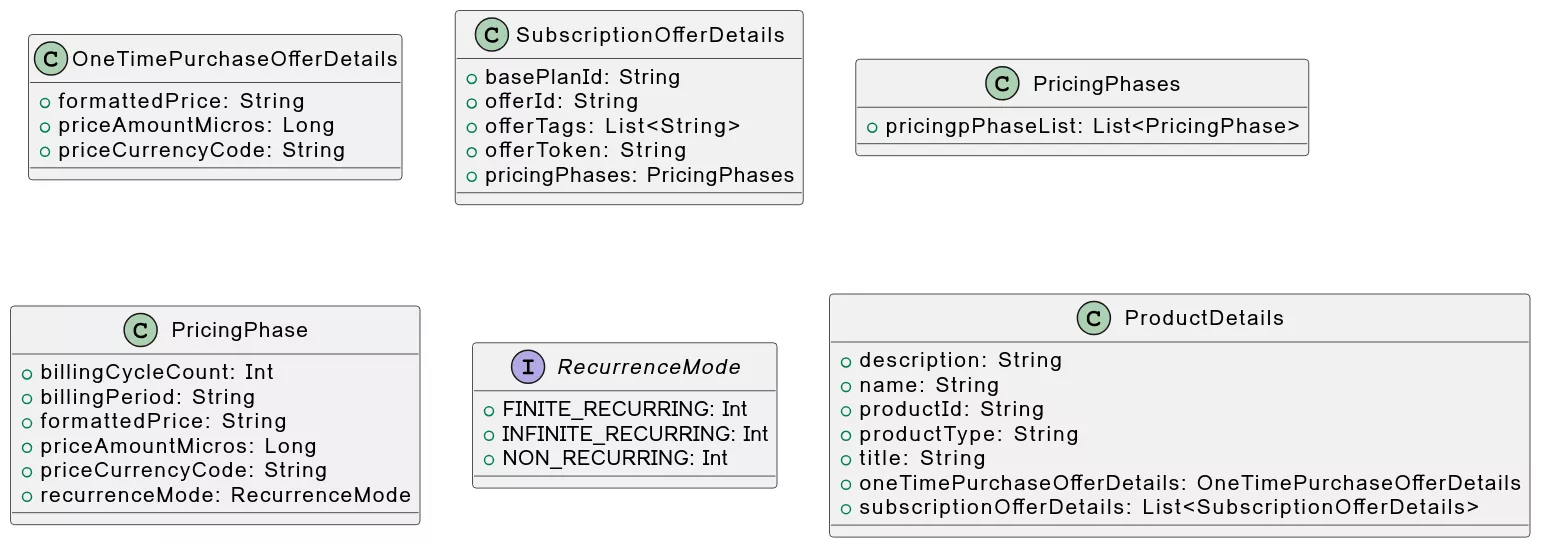 C OneTimePurchaseOfferDetails
formattedPrice: String
priceAmountMicros: Long
priceCurrencyCode: String
C SubscriptionOfferDetails
basePlanId: String
offerId: String
offerTags: List<String>
offerToken: String
pricingPhases: PricingPhases
C PricingPhases
pricingpPhaseList: List<PricingPhase>
C PricingPhase
billingCycleCount: Int
billingPeriod: String
formattedPrice: String
priceAmountMicros: Long
priceCurrencyCode: String
recurrenceMode: RecurrenceMode
I RecurrenceMode
FINITE_RECURRING: Int
INFINITE_RECURRING: Int
NON_RECURRING: Int
C ProductDetails
description: String
name: String
productId: String
productType: String
title: String
oneTimePurchaseOfferDetails: OneTimePurchaseOfferDetails
subscriptionOfferDetails: List<SubscriptionOfferDetails>